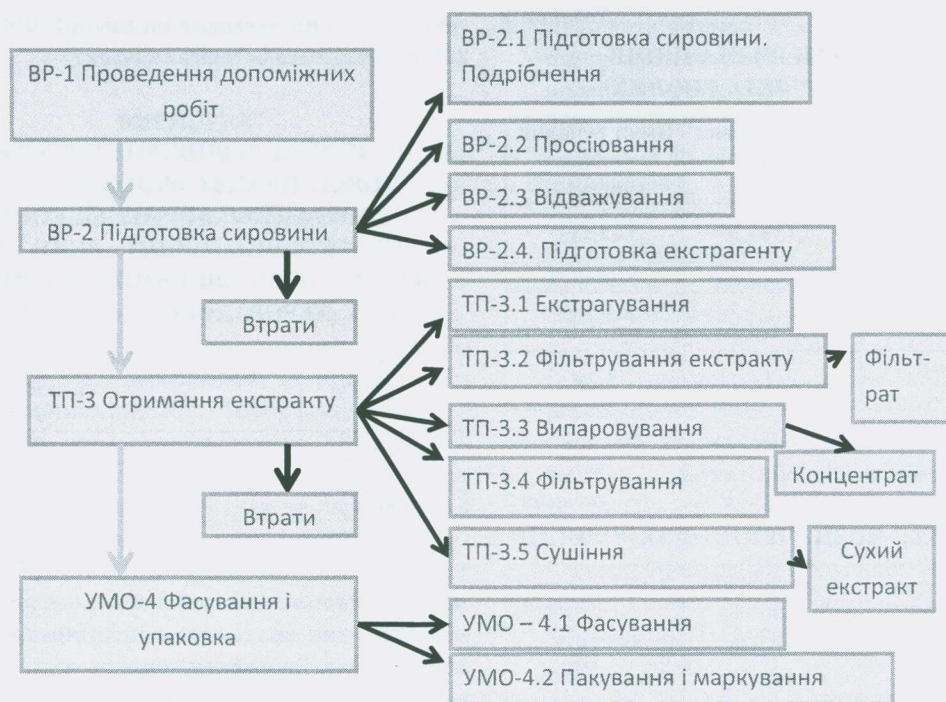 ВР-1 Проведення допоміжних
робіт
ВР-2 Підготовка сировини
Втрати
ТП-3 Отримання екстракту
Втрати
УМО-4 Фасування і
упаковка
ВР-2.1 Підготовка сировини.
Подрібнення
ВР-2.2 Просіювання
ВР-2.3 Відважування
ВР-2.4. Підготовка екстрагенту
ТП-3.1 Екстрагування
ТП-3.2 Фільтрування екстракту
Фільт-
рат
ТП-3.3 Випаровування
Концентрат
ТП-3.4 Фільтрування
ТП-3.5 Сушіння
Сухий
екстракт
УМО – 4.1 Фасування
УМО-4.2 Пакування і маркування